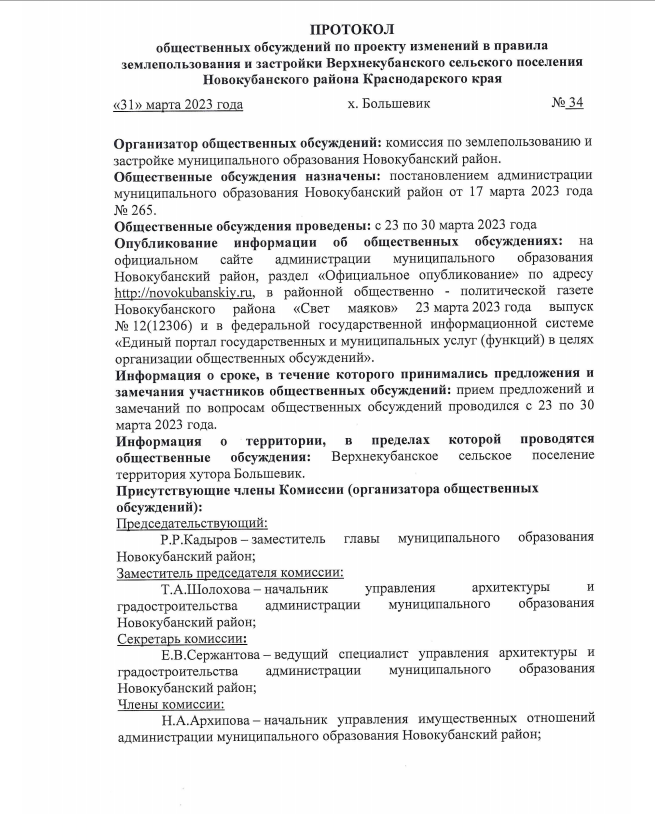 ПРОТОКОЛ
общественных обсуждений по проекту изменений в правила
землепользования и застройки Верхнекубанского сельского поселения
Новокубанского района Краснодарского края
«31» марта 2023 года х. Большевик № 34
Организатор общественных обсуждений: комиссия по землепользованию и
застройке муниципального образования Новокубанский район.
Общественные обсуждения назначены: постановлением администрации
муниципального образования Новокубанский район от 17 марта 2023 года
№ 265.
Общественные обсуждения проведены: с 23 по 30 марта 2023 года
Опубликование информации об общественных обсуждениях: на
официальном сайте администрации муниципального образования
Новокубанский район, раздел «Официальное опубликование» по адресу
http://novokubanskiy.ru, в районной общественно - политической газете
Новокубанского района «Свет маяков» 23 марта 2023 года выпуск
№ 12(12306) и в федеральной государственной информационной системе
«Единый портал государственных и муниципальных услуг (функций) в целях
организации общественных обсуждений».
Информация о сроке, в течение которого принимались предложения и
замечания участников общественных обсуждений: прием предложений и
замечаний по вопросам общественных обсуждений проводился с 23 по 30
марта 2023 года.
Информация о территории, в пределах которой проводятся
общественные обсуждения: Верхнекубанское сельское поселение
территория хутора Большевик.
Присутствующие члены Комиссии (организатора общественных
обсуждений):
Председательствующий:
Р.Р.Кадыров – заместитель главы муниципального образования
Новокубанский район;
Заместитель председателя комиссии:
Т.А.Шолохова – начальник управления архитектуры и
градостроительства администрации муниципального образования
Новокубанский район;
Секретарь комиссии:
Е.В.Сержантова – ведущий специалист управления архитектуры и
градостроительства администрации муниципального образования
Новокубанский район;
Члены комиссии:
Н.А.Архипова – начальник управления имущественных отношений
администрации муниципального образования Новокубанский район;